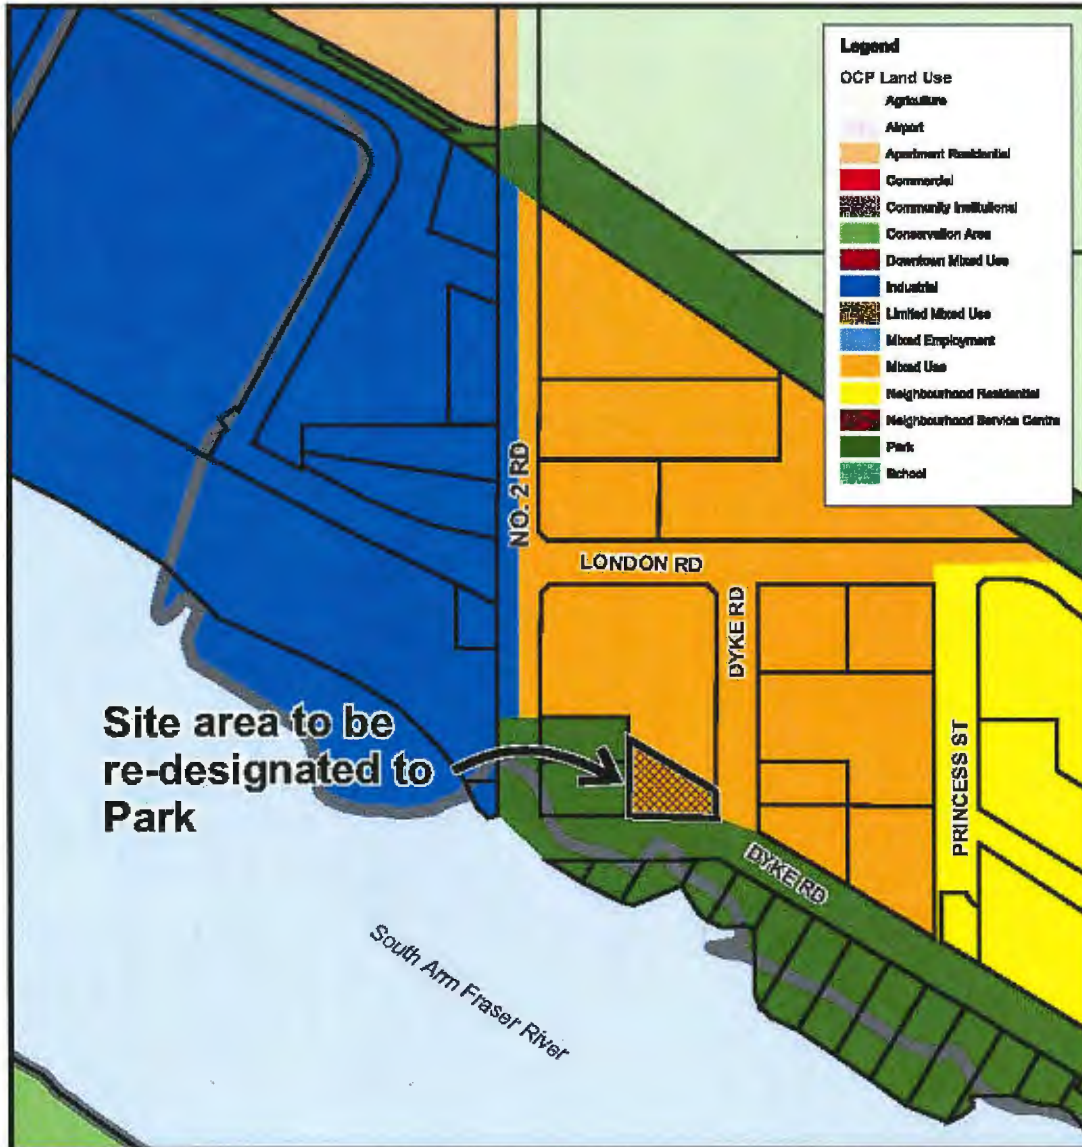 Legend
OCP Land Use
Agriculture
Airport
Apartment Residential
Commercial
Community Institutional
Conservation Area
Downtown Mixed Use
Industrial
Limited Mixed Use
Mixed Employment
Mixed Use
Neighbourhood Residential
Neighbourhood Service Centre
Park
School
NO. 2 RD
LONDON RD
DYKE RD
PRINCESS ST
Site area to be
re-designated to
Park
DYKE RD
South Arm Fraser River